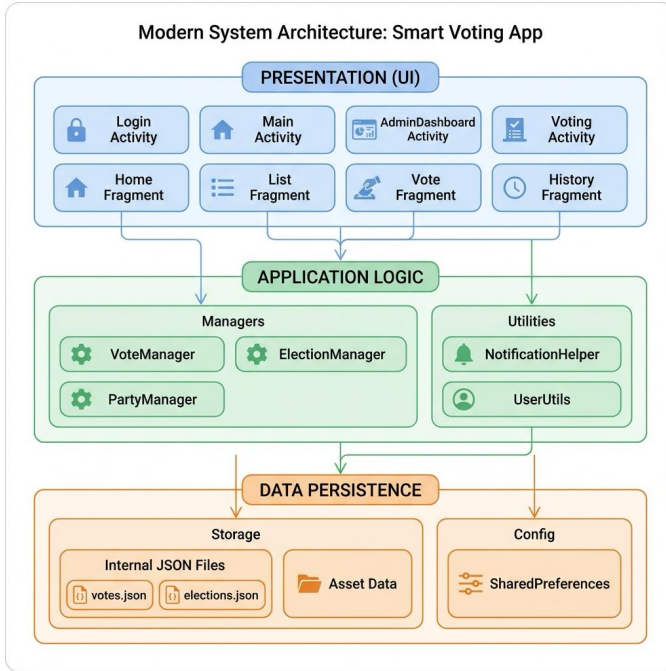 Modern System Architecture: Smart Voting App
PRESENTATION (UI)
Login
Activity
Main
Activity
AdminDashboard
Activity
Voting
Activity
Home
Fragment
List
Fragment
Vote
Fragment
History
Fragment
APPLICATION LOGIC
Managers
VoteManager
ElectionManager
PartyManager
Utilities
NotificationHelper
UserUtils
DATA PERSISTENCE
Storage
Internal JSON Files
votes.json
elections.json
Asset Data
Config
SharedPreferences